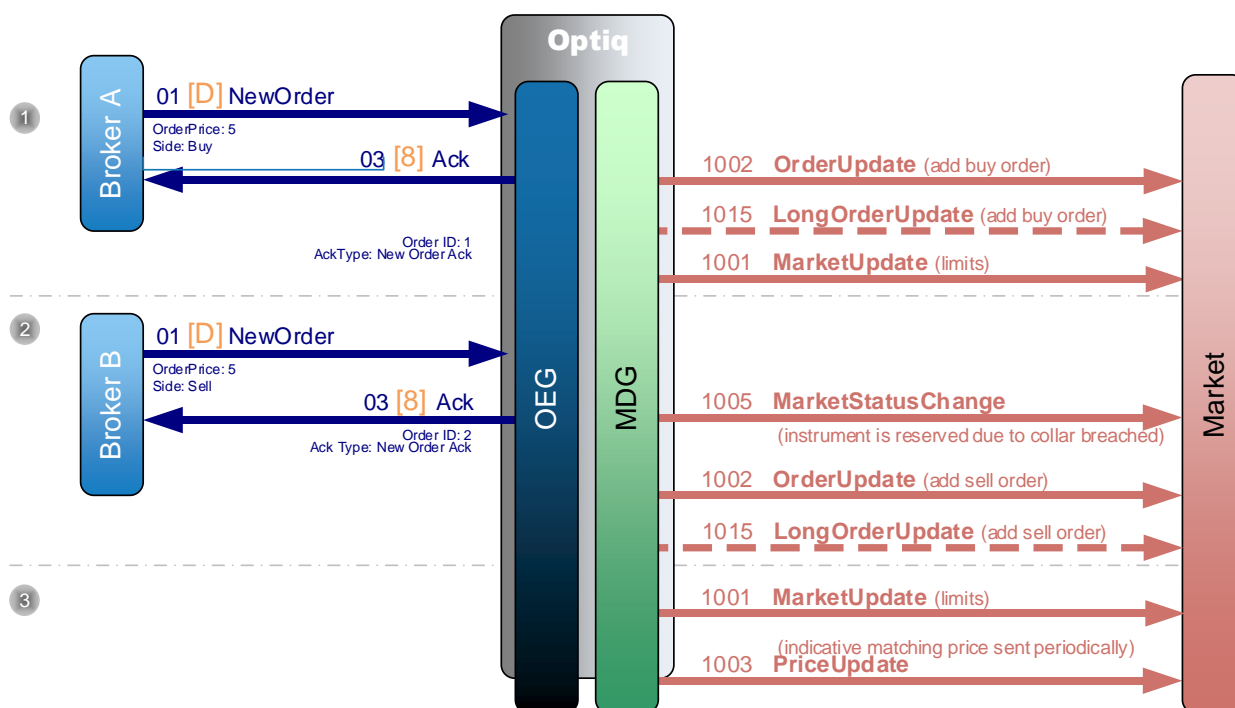 Optiq
1
Broker A
01 [D] NewOrder
OrderPrice: 5
Side: Buy
03 [8] Ack
Order ID: 1
AckType: New Order Ack
1002 OrderUpdate (add buy order)
1015 LongOrderUpdate (add buy order)
1001 MarketUpdate (limits)
2
Broker B
01 [D] NewOrder
OrderPrice: 5
Side: Sell
03 [8] Ack
Order ID: 2
Ack Type: New Order Ack
OEG
MDG
Market
1005 MarketStatusChange
(instrument is reserved due to collar breached)
1002 OrderUpdate (add sell order)
1015 LongOrderUpdate (add sell order)
3
1001 MarketUpdate (limits)
(indicative matching price sent periodically)
1003 PriceUpdate